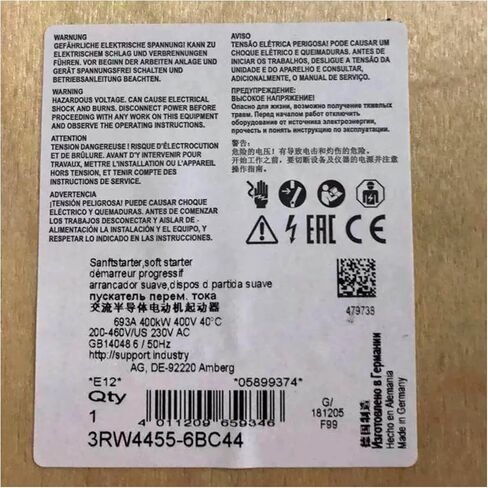 WARNUNG
GEFÄHRLICHE ELEKTRISCHE SPANNUNG! KANN ZU
ELEKTRISCHEM SCHLAG UND VERBRENNUNGEN
FÜHREN. VOR BEGINN DER ARBEITEN ANLAGE UND
GERÄT SPANNUNGSFREI SCHALTEN UND
BETRIEBSANLEITUNG BEACHTEN.
WARNING
HAZARDOUS VOLTAGE. CAN CAUSE ELECTRICAL
SHOCK AND BURNS. DISCONNECT POWER BEFORE
PROCEEDING WITH ANY WORK ON THIS EQUIPMENT
AND OBSERVE THE OPERATING INSTRUCTIONS.
ATTENTION
TENSION DANGEREUSE ! RISQUE D'ÉLECTROCUTION
ET DE BRÛLURE. AVANT D'Y INTERVENIR POUR
TRAVAUX, METTRE L'INSTALLATION OU L'APPAREIL
HORS TENSION, ET TENIR COMPTE DES
INSTRUCTIONS DE SERVICE.
ADVERTENCIA
¡TENSIÓN PELIGROSA! PUEDE CAUSAR CHOQUE
ELÉCTRICO Y QUEMADURAS. ANTES DE COMENZAR
LOS TRABAJOS DESCONECTAR Y AISLAR DE
ALIMENTACIÓN LA INSTALACIÓN Y EL EQUIPO, Y
RESPETAR LO INDICADO EN INSTRUCTIVO.
AVISO
TENSÃO ELÉTRICA PERIGOSA! PODE CAUSAR UM
CHOQUE ELÉTRICO E QUEIMADURAS. ANTES DE
INICIAR OS TRABALHOS, DESLIGUE A TENSÃO DA
UNIDADE E DO APARELHO E CONSULTAR,
ADICIONALMENTE, O MANUAL DE SERVIÇO.
ПРЕДУПРЕЖДЕНИЕ:
ВЫСОКОЕ НАПРЯЖЕНИЕ!
Опасно для жизни, возможно получение тяжелых
травм. Перед началом работ отключить
оборудование от источника электроэнергии,
прочесть и понять инструкцию по эксплуатации.
警告:
危险的电压! 有导致电击和灼伤的危险。
开始工作之前, 要切断设备及仪器的电源并注意
操作指南!
EAC CE
Sanftstarter,soft starter
démarreur progressif
arrancador suave,dispos d partida suave
пускатель перем. тока
交流半导体电动机起动器
693A 400kW 400V 40°C
200-460V/US 230V AC
GB14048.6 / 50Hz
http://support.industry
AG, DE-92220 Amberg
*E12* *05899374*
Qty
1
4 011209 659346
3RW4455-6BC44
G/
181205
F99
479738
德国制造
Изготовлено в Германии
Hecho en Alemania
Made in Germany